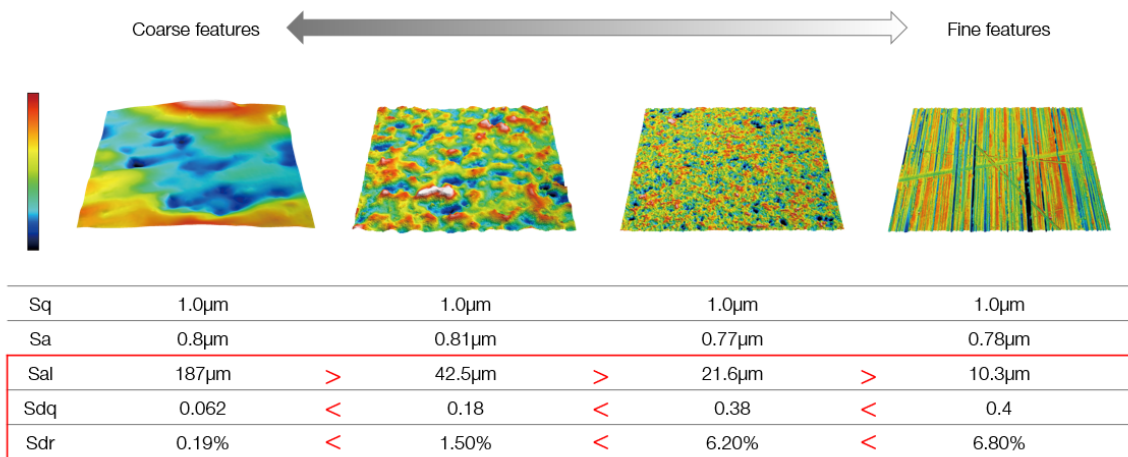 Coarse features Fine features
Sq 1.0μm 1.0μm 1.0μm 1.0μm
Sa 0.8μm 0.81μm 0.77μm 0.78μm
Sal 187μm > 42.5μm > 21.6μm > 10.3μm
Sdq 0.062 < 0.18 < 0.38 < 0.4
Sdr 0.19% < 1.50% < 6.20% < 6.80%